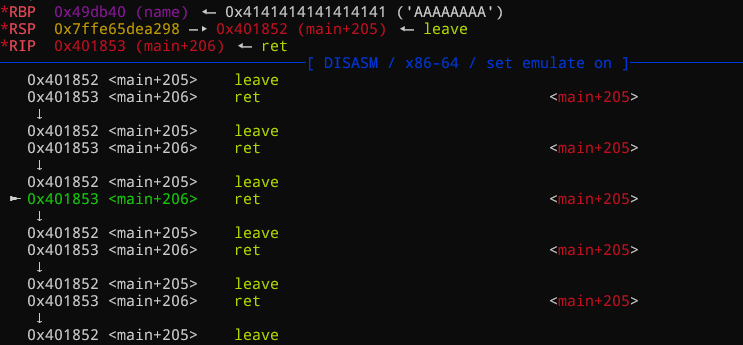 *RBP  0x49db40 (name) ◂— 0x4141414141414141 ('AAAAAAAA')
*RSP  0x7ffe65dea298 —▸ 0x401852 (main+205) ◂— leave
*RIP  0x401853 (main+206) ◂— ret
[ DISASM / x86-64 / set emulate on ]
0x401852 <main+205>    leave
0x401853 <main+206>    ret    <main+205>
↓
0x401852 <main+205>    leave
0x401853 <main+206>    ret    <main+205>
↓
0x401852 <main+205>    leave
► 0x401853 <main+206>    ret    <main+205>
↓
0x401852 <main+205>    leave
0x401853 <main+206>    ret    <main+205>
↓
0x401852 <main+205>    leave
0x401853 <main+206>    ret    <main+205>
↓
0x401852 <main+205>    leave